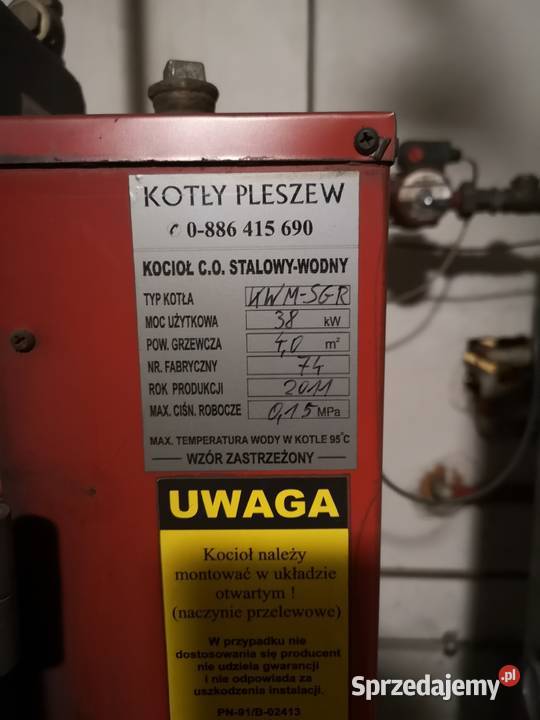 KOTŁY PLESZEW
✆ 0-886 415 690
KOCIOŁ C.O. STALOWY-WODNY
TYP KOTŁA KWM-SGR
MOC UŻYTKOWA 38 kW
POW. GRZEWCZA 4,0 m²
NR. FABRYCZNY 74
ROK PRODUKCJI 2011
MAX. CIŚN. ROBOCZE 0,15 MPa
MAX. TEMPERATURA WODY W KOTLE 95°C
WZÓR ZASTRZEŻONY
UWAGA
Kocioł należy
montować w układzie
otwartym !
(naczynie przelewowe)
W przypadku nie
dostosowania się producent
nie udziela gwarancji
i nie odpowiada za
uszkodzenia instalacji.
PN-91/B-02413
Sprzedajemy.pl